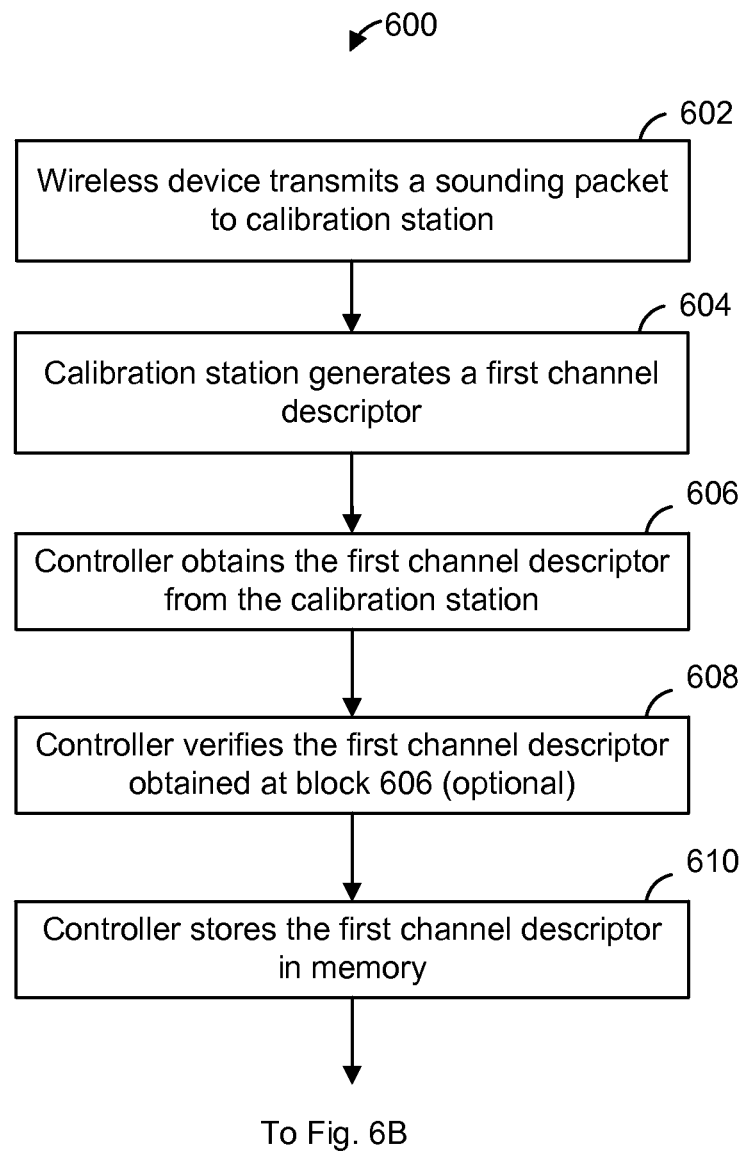 600
602
Wireless device transmits a sounding packet
to calibration station
604
Calibration station generates a first channel
descriptor
606
Controller obtains the first channel descriptor
from the calibration station
608
Controller verifies the first channel descriptor
obtained at block 606 (optional)
610
Controller stores the first channel descriptor
in memory
To Fig. 6B